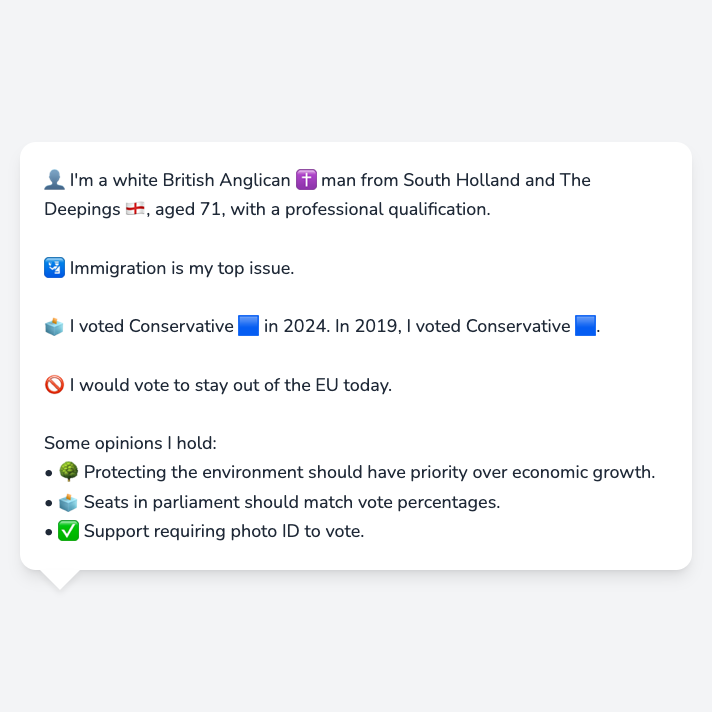 👤 I'm a white British Anglican ✝️ man from South Holland and The
Deepings 🏴󠁧󠁢󠁥󠁮󠁧󠁿, aged 71, with a professional qualification.
🛂 Immigration is my top issue.
🗳️ I voted Conservative 🟦 in 2024. In 2019, I voted Conservative 🟦.
🚫 I would vote to stay out of the EU today.
Some opinions I hold:
• 🌳 Protecting the environment should have priority over economic growth.
• 🗳️ Seats in parliament should match vote percentages.
• ✅ Support requiring photo ID to vote.